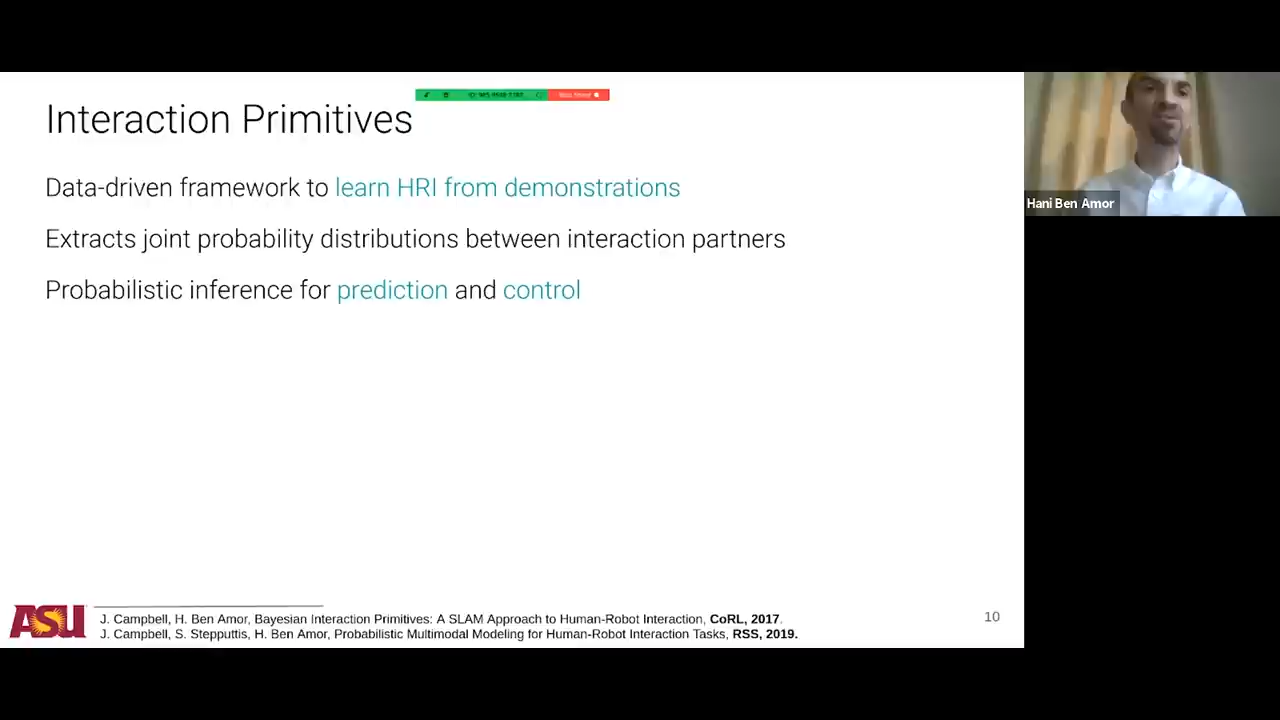 Interaction Primitives
Data-driven framework to learn HRI from demonstrations
Extracts joint probability distributions between interaction partners
Probabilistic inference for prediction and control
Hani Ben Amor
ASU
J. Campbell, H. Ben Amor, Bayesian Interaction Primitives: A SLAM Approach to Human-Robot Interaction, CoRL, 2017.
J. Campbell, S. Stepputtis, H. Ben Amor, Probabilistic Multimodal Modeling for Human-Robot Interaction Tasks, RSS, 2019.
10